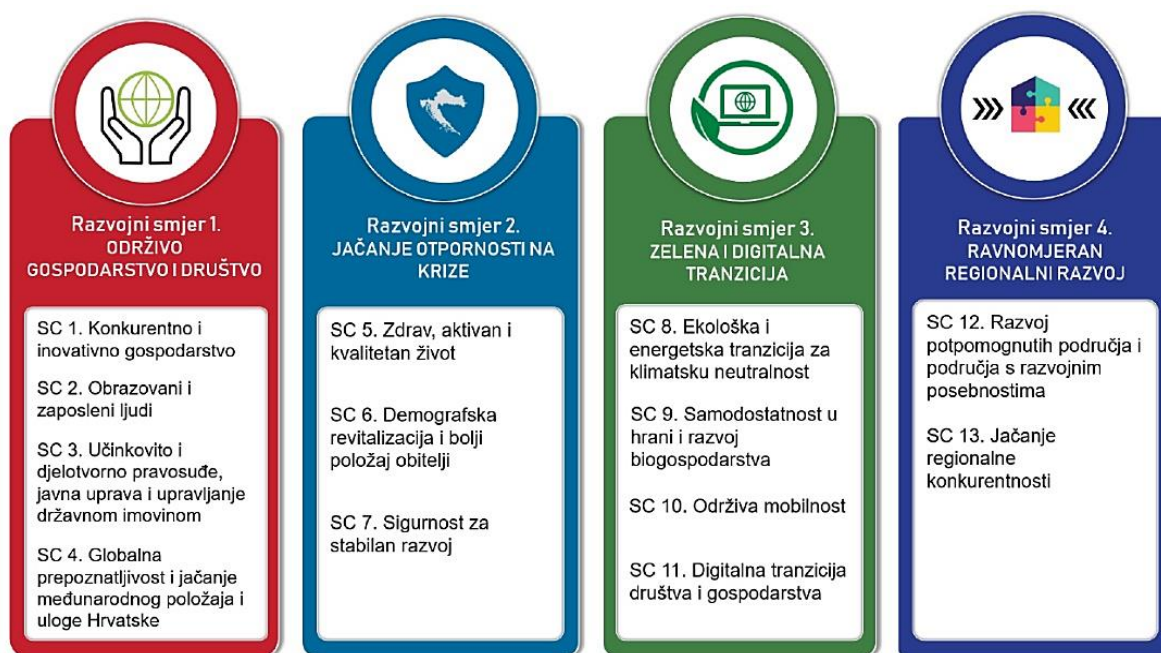 Razvojni smjer 1.
ODRŽIVO
GOSPODARSTVO I DRUŠTVO
SC 1. Konkurentno i
inovativno gospodarstvo
SC 2. Obrazovani i
zaposleni ljudi
SC 3. Učinkovito i
djelotvorno pravosuđe,
javna uprava i upravljanje
državnom imovinom
SC 4. Globalna
prepoznatljivost i jačanje
međunarodnog položaja i
uloge Hrvatske
Razvojni smjer 2.
JAČANJE OTPORNOSTI NA
KRIZE
SC 5. Zdrav, aktivan i
kvalitetan život
SC 6. Demografska
revitalizacija i bolji
položaj obitelji
SC 7. Sigurnost za
stabilan razvoj
Razvojni smjer 3.
ZELENA I DIGITALNA
TRANZICIJA
SC 8. Ekološka i
energetska tranzicija za
klimatsku neutralnost
SC 9. Samodostatnost u
hrani i razvoj
biogospodarstva
SC 10. Održiva mobilnost
SC 11. Digitalna tranzicija
društva i gospodarstva
Razvojni smjer 4.
RAVNOMJERAN
REGIONALNI RAZVOJ
SC 12. Razvoj
potpomognutih područja i
područja s razvojnim
posebnostima
SC 13. Jačanje
regionalne
konkurentnosti